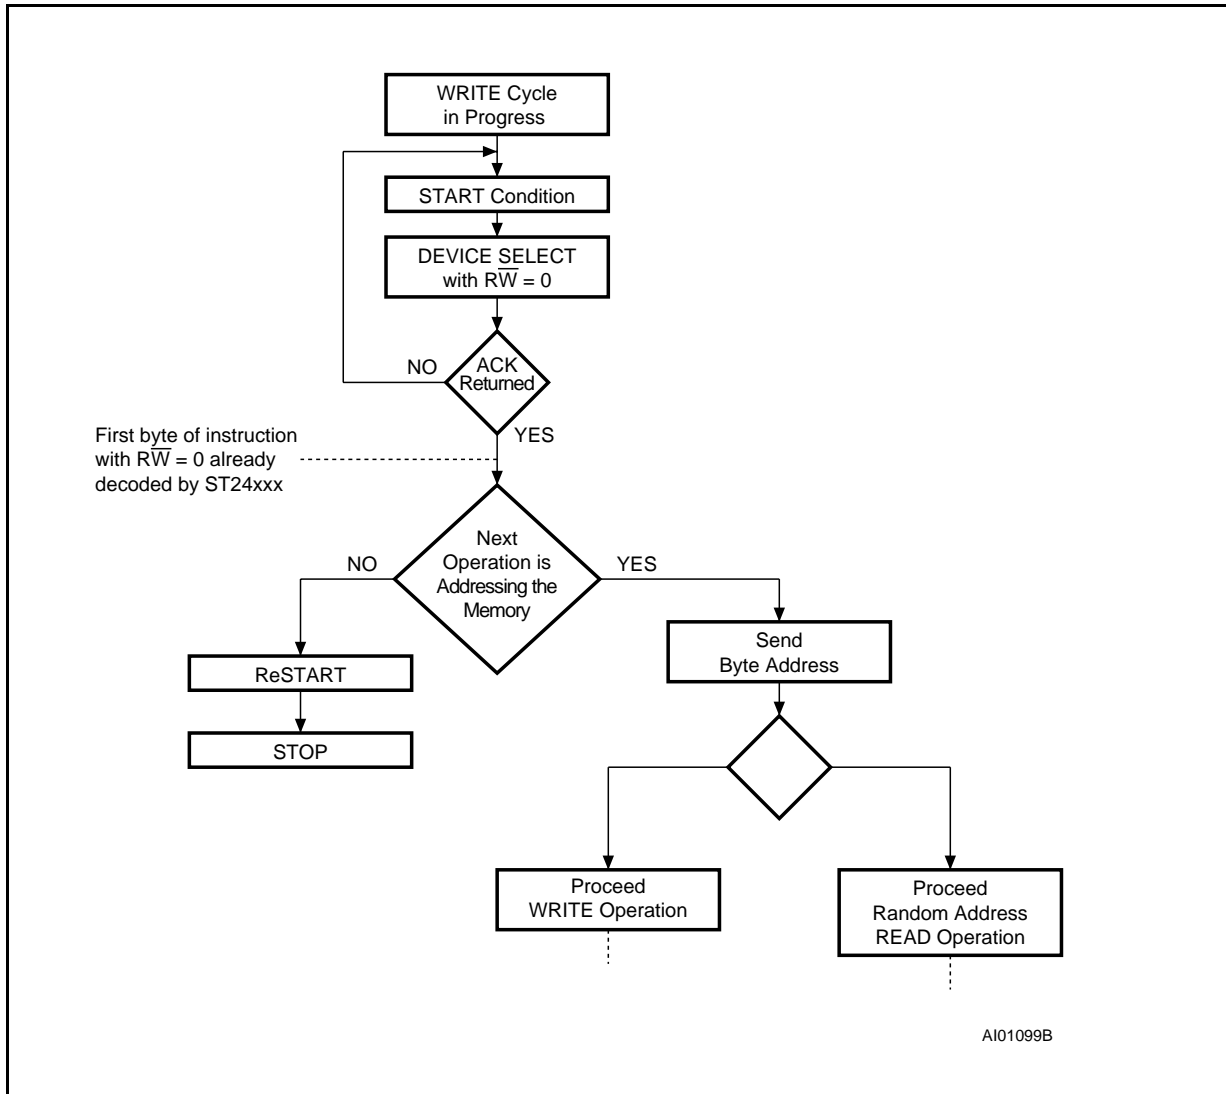 WRITE Cycle
in Progress
START Condition
DEVICE SELECT
with RW̅ = 0
NO
ACK
Returned
YES
First byte of instruction
with RW̅ = 0 already
decoded by ST24xxx
Next
Operation is
Addressing the
Memory
NO
YES
Send
Byte Address
ReSTART
STOP
Proceed
WRITE Operation
Proceed
Random Address
READ Operation
AI01099B